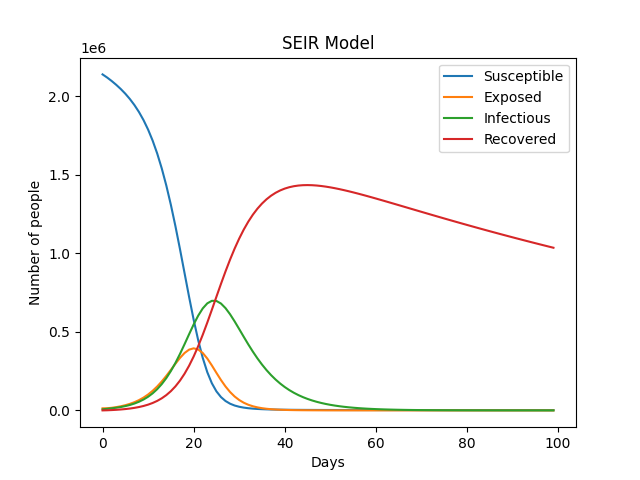 SEIR Model
1e6
Susceptible
Exposed
Infectious
Recovered
2.0
1.5
1.0
0.5
0.0
Number of people
0 20 40 60 80 100
Days